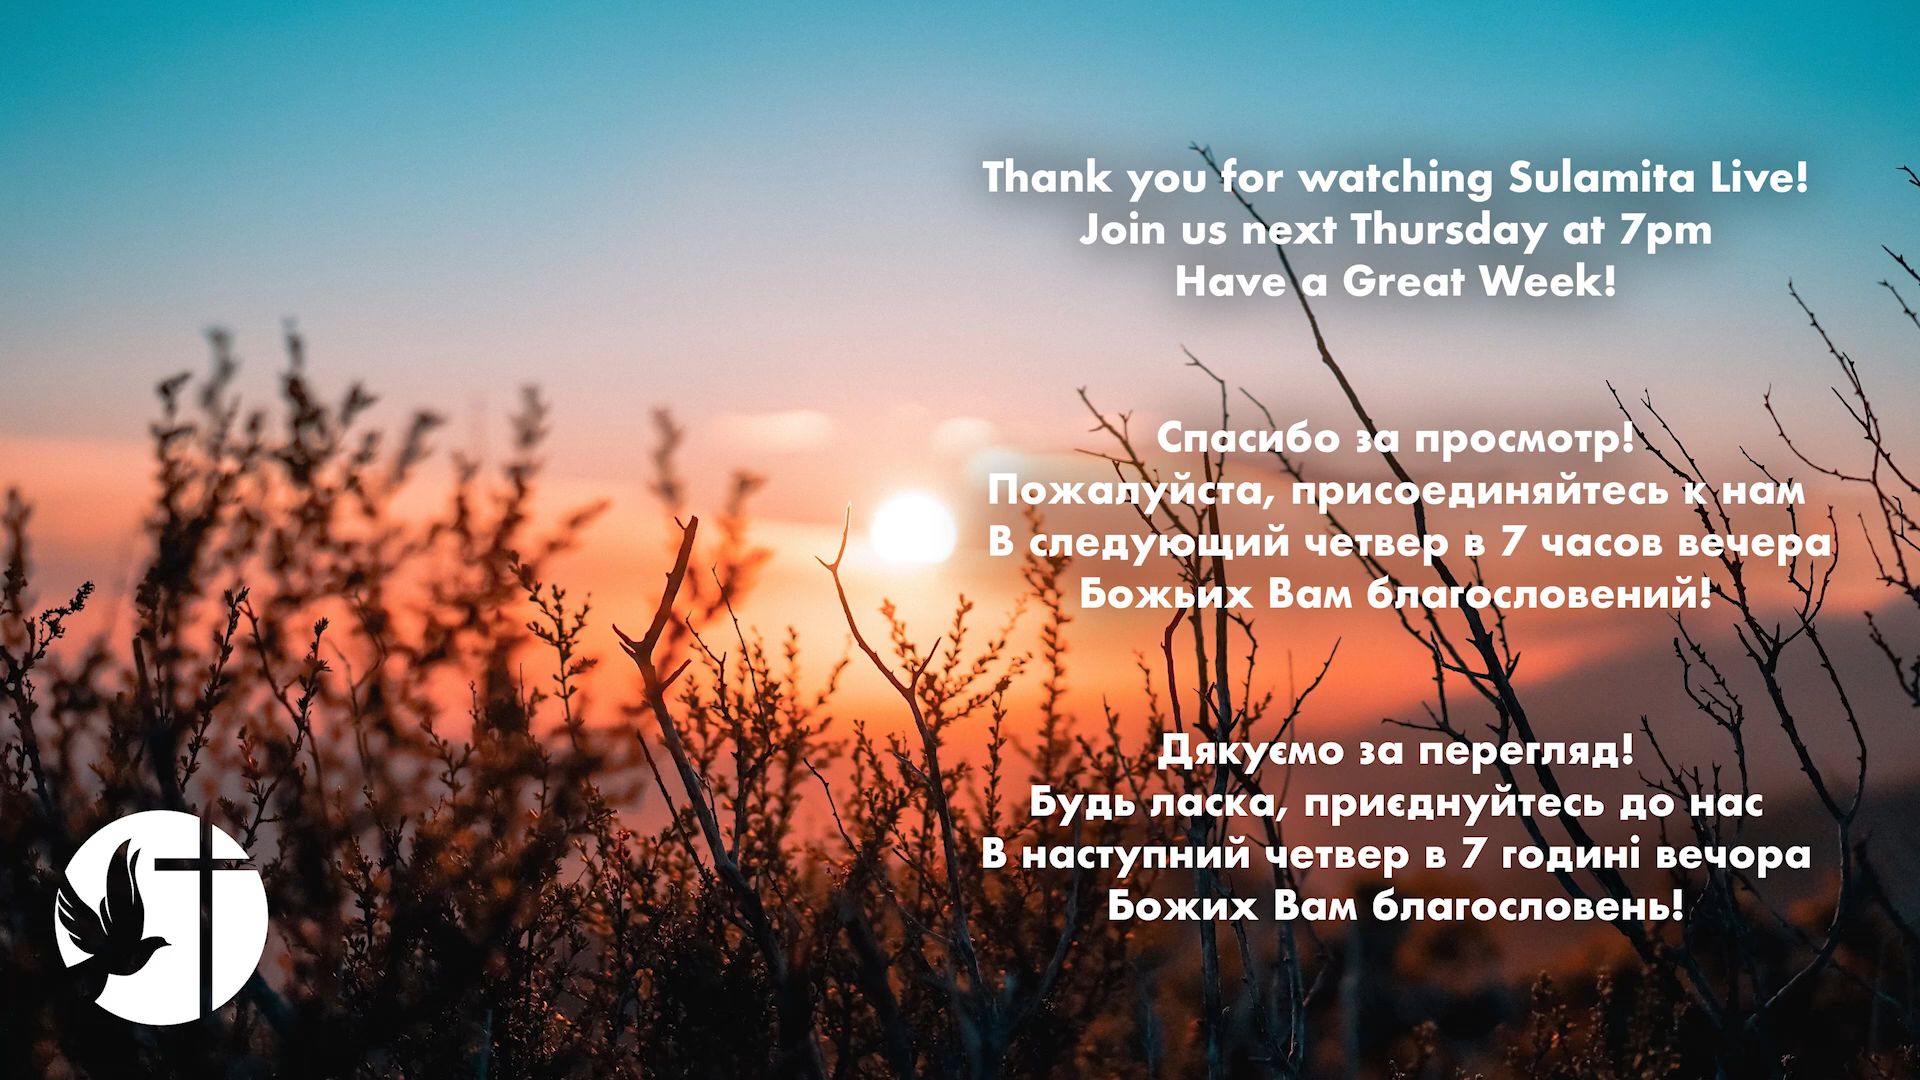 Thank you for watching Sulamita Live!
Join us next Thursday at 7pm
Have a Great Week!
Спасибо за просмотр!
Пожалуйста, присоединяйтесь к нам
В следующий четвер в 7 часов вечера
Божьих Вам благословений!
Дякуємо за перегляд!
Будь ласка, приєднуйтесь до нас
В наступний четвер в 7 годині вечора
Божих Вам благословень!